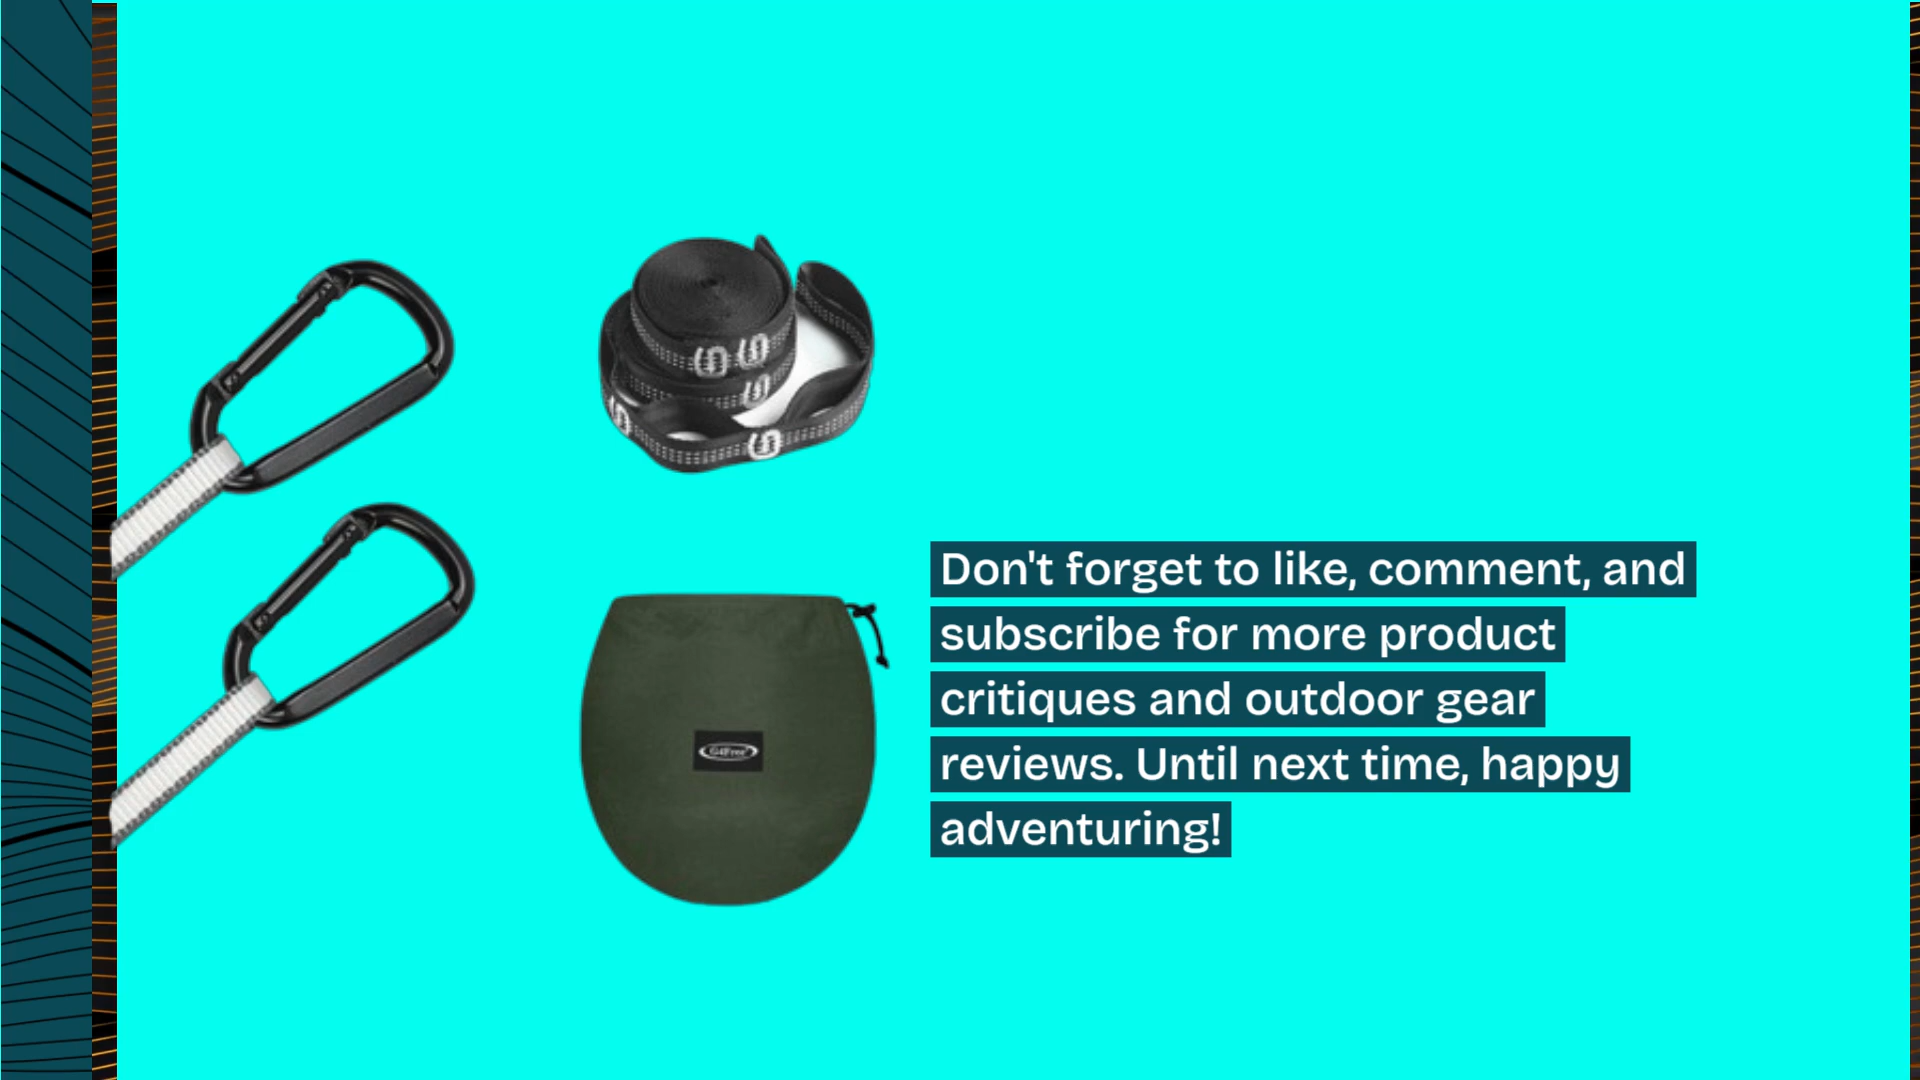 G4Free
Don't forget to like, comment, and
subscribe for more product
critiques and outdoor gear
reviews. Until next time, happy
adventuring!